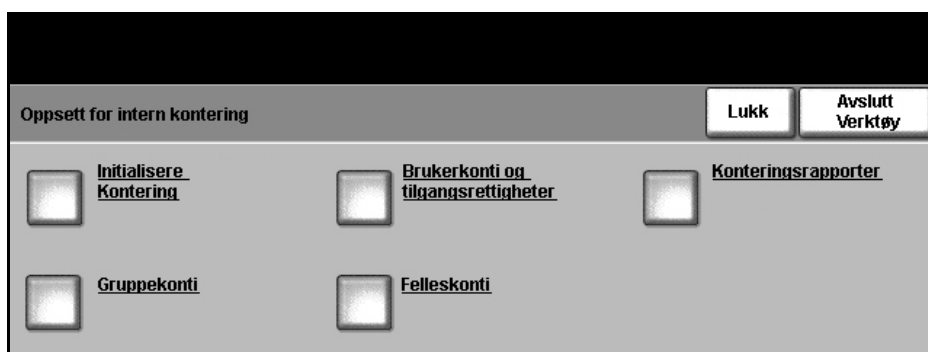 Oppsett for intern kontering
Lukk
Avslutt
Verktøy
Initialisere
Kontering
Brukerkonti og
tilgangsrettigheter
Konteringsrapporter
Gruppekonti
Felleskonti